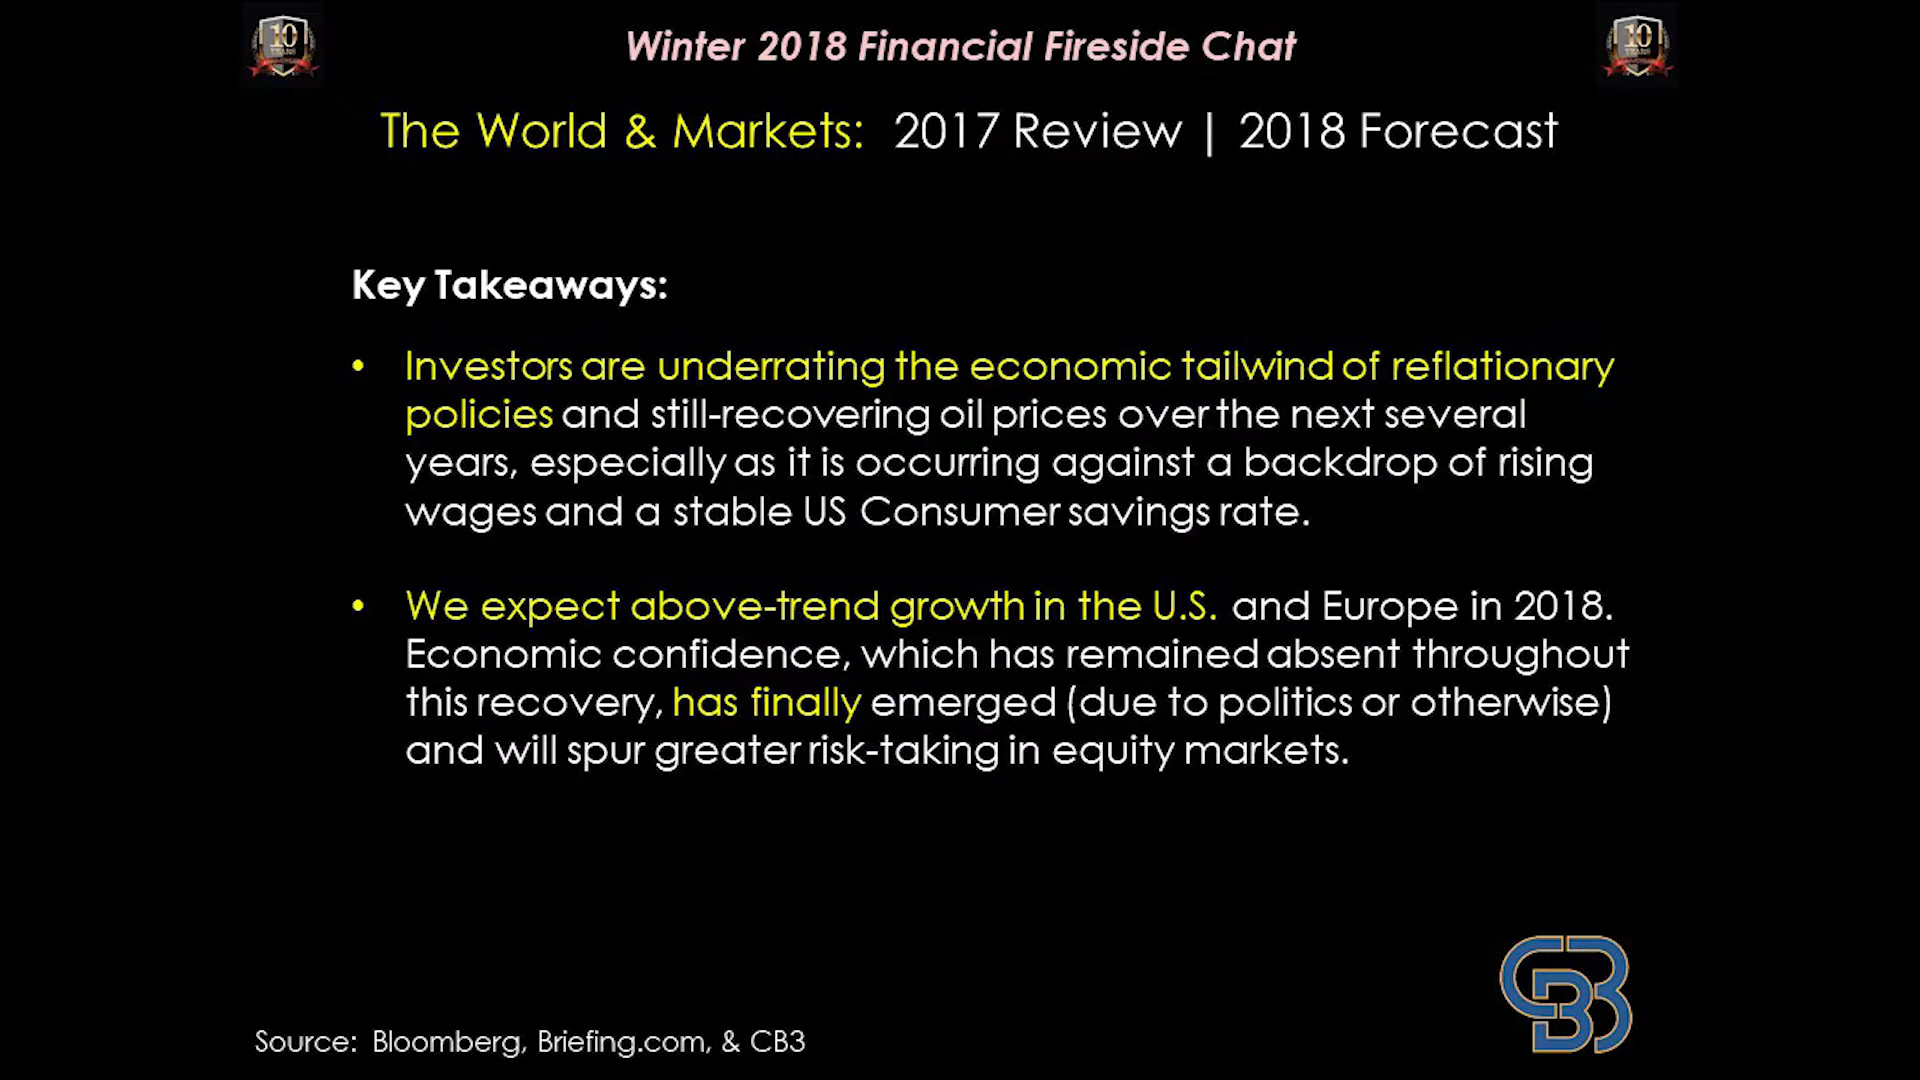 10
Winter 2018 Financial Fireside Chat
10
The World & Markets: 2017 Review | 2018 Forecast
Key Takeaways:
• Investors are underrating the economic tailwind of reflationary
policies and still-recovering oil prices over the next several
years, especially as it is occurring against a backdrop of rising
wages and a stable US Consumer savings rate.
• We expect above-trend growth in the U.S. and Europe in 2018.
Economic confidence, which has remained absent throughout
this recovery, has finally emerged (due to politics or otherwise)
and will spur greater risk-taking in equity markets.
CB3
Source: Bloomberg, Briefing.com, & CB3